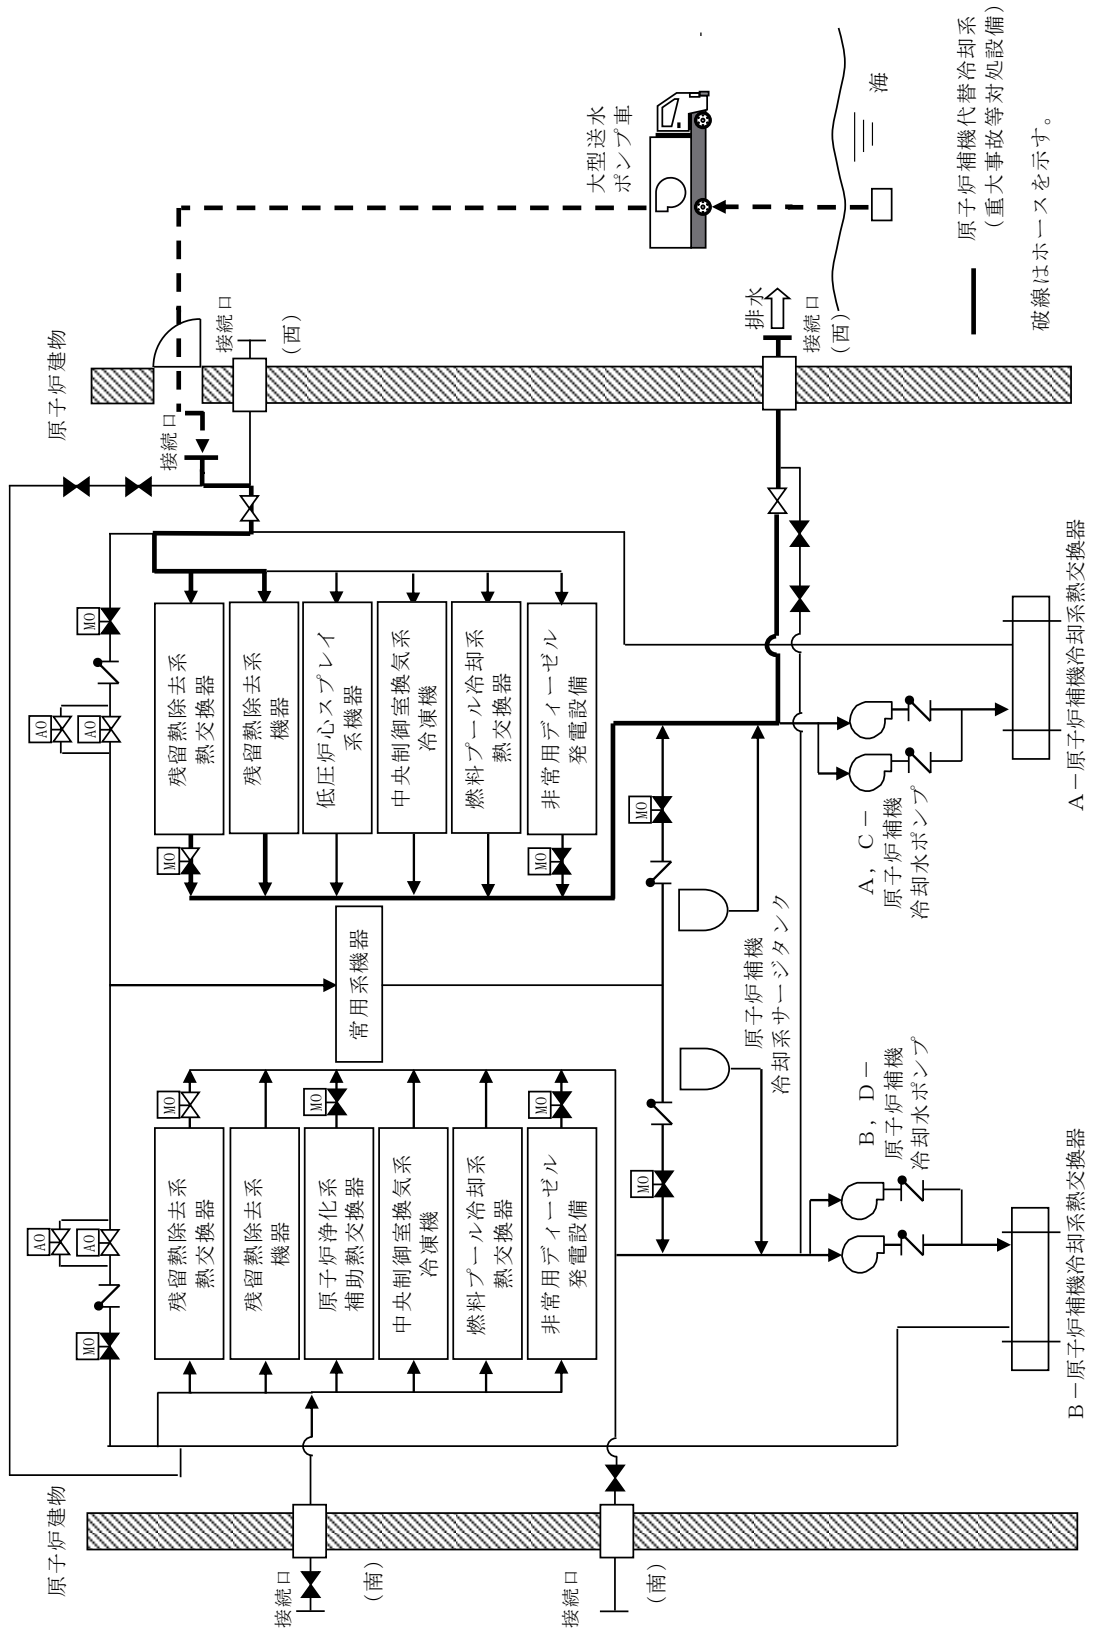 原子炉建物
接続口
(南)
接続口
(南)
MO
AO
AO
残留熱除去系
熱交換器
残留熱除去系
機器
原子炉浄化系
補助熱交換器
中央制御室換気系
冷凍機
燃料プール冷却系
熱交換器
非常用ディーゼル
発電設備
MO
MO
MO
MO
B-原子炉補機冷却系熱交換器
B, D-
原子炉補機
冷却水ポンプ
常用系機器
原子炉補機
冷却系サージタンク
MO
AO
AO
MO
残留熱除去系
熱交換器
残留熱除去系
機器
低圧炉心スプレイ
系機器
中央制御室換気系
冷凍機
燃料プール冷却系
熱交換器
非常用ディーゼル
発電設備
MO
MO
A, C-
原子炉補機
冷却水ポンプ
A-原子炉補機冷却系熱交換器
原子炉建物
接続口
接続口
(西)
排水
接続口
(西)
大型送水
ポンプ車
海
原子炉補機代替冷却系
(重大事故等対処設備)
破線はホースを示す。